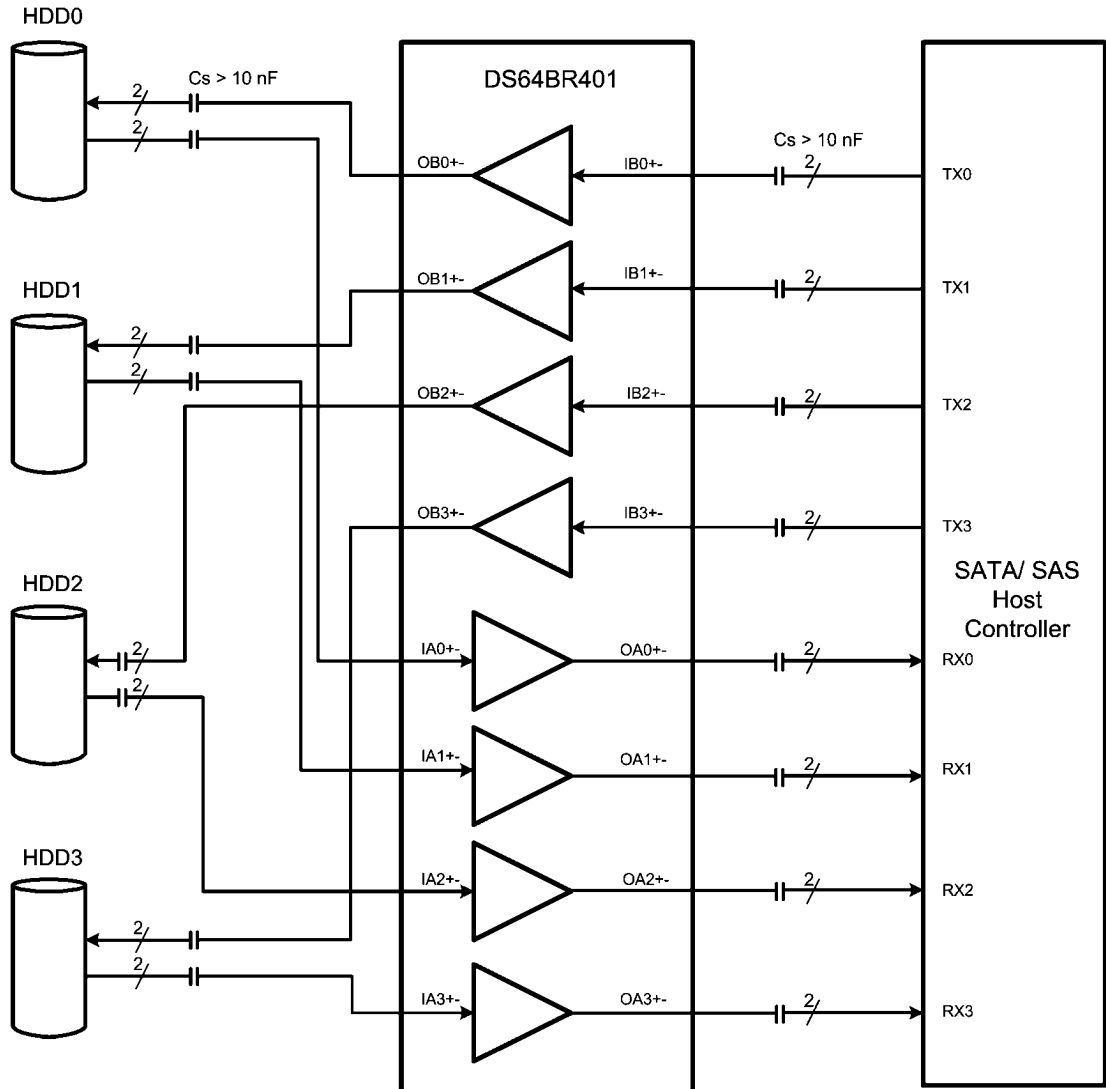 HDD0
2
Cs > 10 nF
2
DS64BR401
Cs > 10 nF
OB0+-
IB0+-
2
TX0
HDD1
OB1+-
IB1+-
2
TX1
2
2
OB2+-
IB2+-
2
TX2
OB3+-
IB3+-
2
TX3
SATA/ SAS
Host
Controller
HDD2
2
2
IA0+-
OA0+-
2
RX0
IA1+-
OA1+-
2
RX1
HDD3
IA2+-
OA2+-
2
RX2
2
2
IA3+-
OA3+-
2
RX3